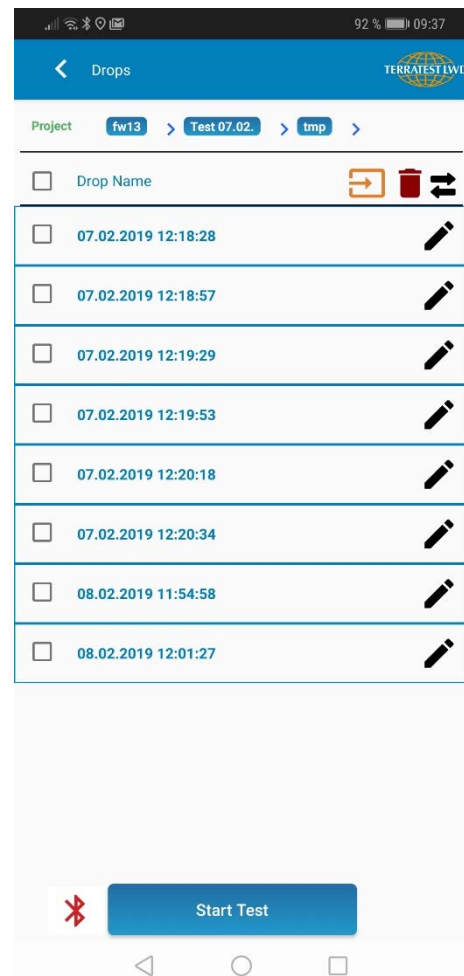 92 % 09:37
Drops
TERRATEST LWD
Project fw13 Test 07.02. tmp
Drop Name
07.02.2019 12:18:28
07.02.2019 12:18:57
07.02.2019 12:19:29
07.02.2019 12:19:53
07.02.2019 12:20:18
07.02.2019 12:20:34
08.02.2019 11:54:58
08.02.2019 12:01:27
Start Test